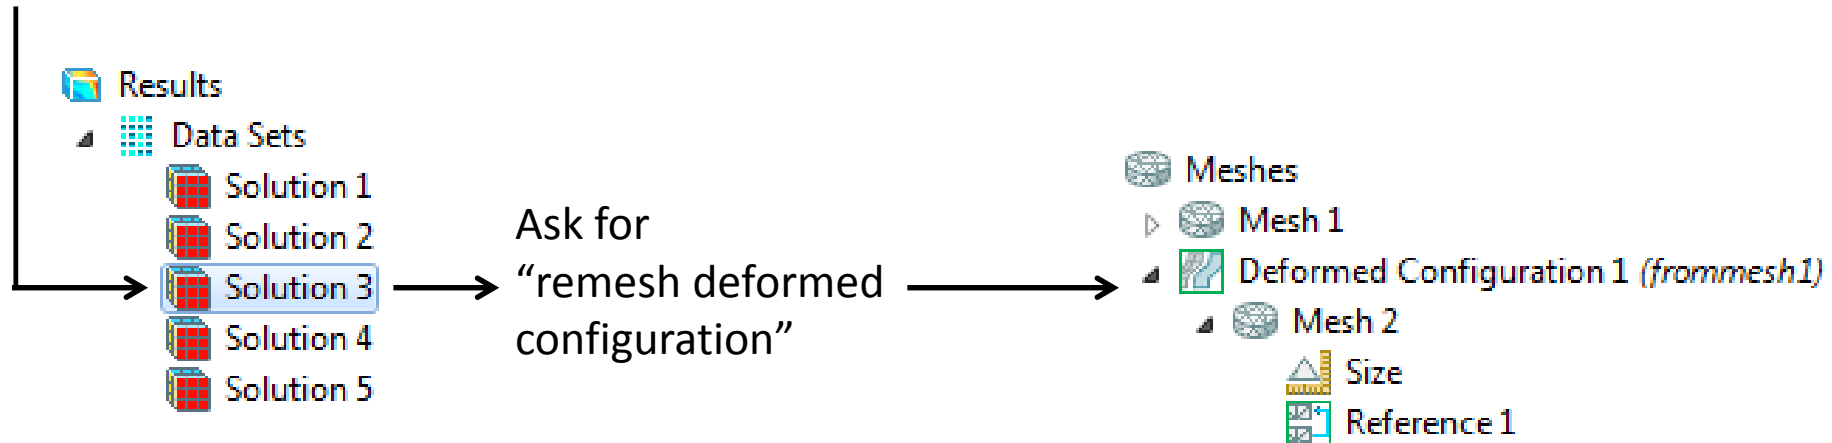 Results
Data Sets
Solution 1
Solution 2
Solution 3
Solution 4
Solution 5
Ask for
“remesh deformed
configuration”
Meshes
Mesh 1
Deformed Configuration 1 (frommesh1)
Mesh 2
Size
Reference 1